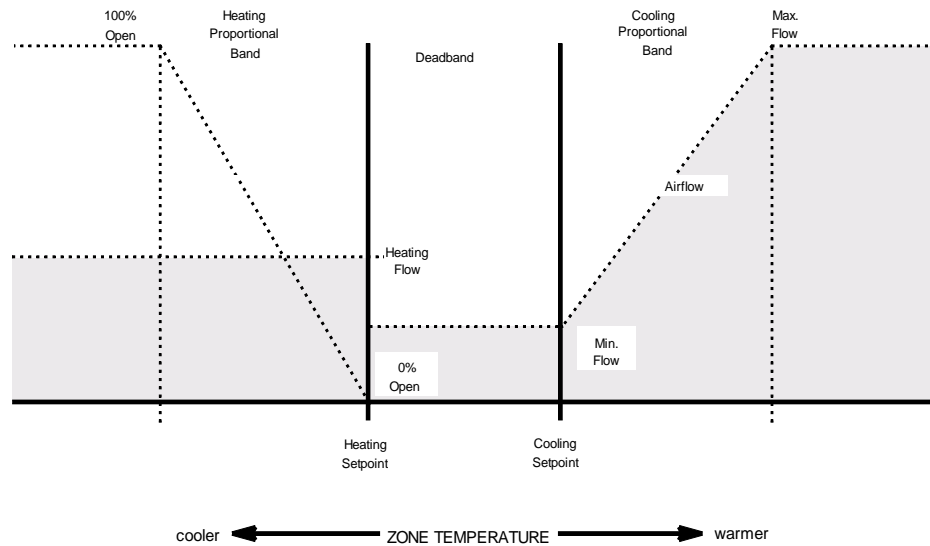 100%
Open
Heating
Proportional
Band
Deadband
Cooling
Proportional
Band
Max.
Flow
Airflow
Heating
Flow
Min.
Flow
0%
Open
Heating
Setpoint
Cooling
Setpoint
cooler
ZONE TEMPERATURE
warmer